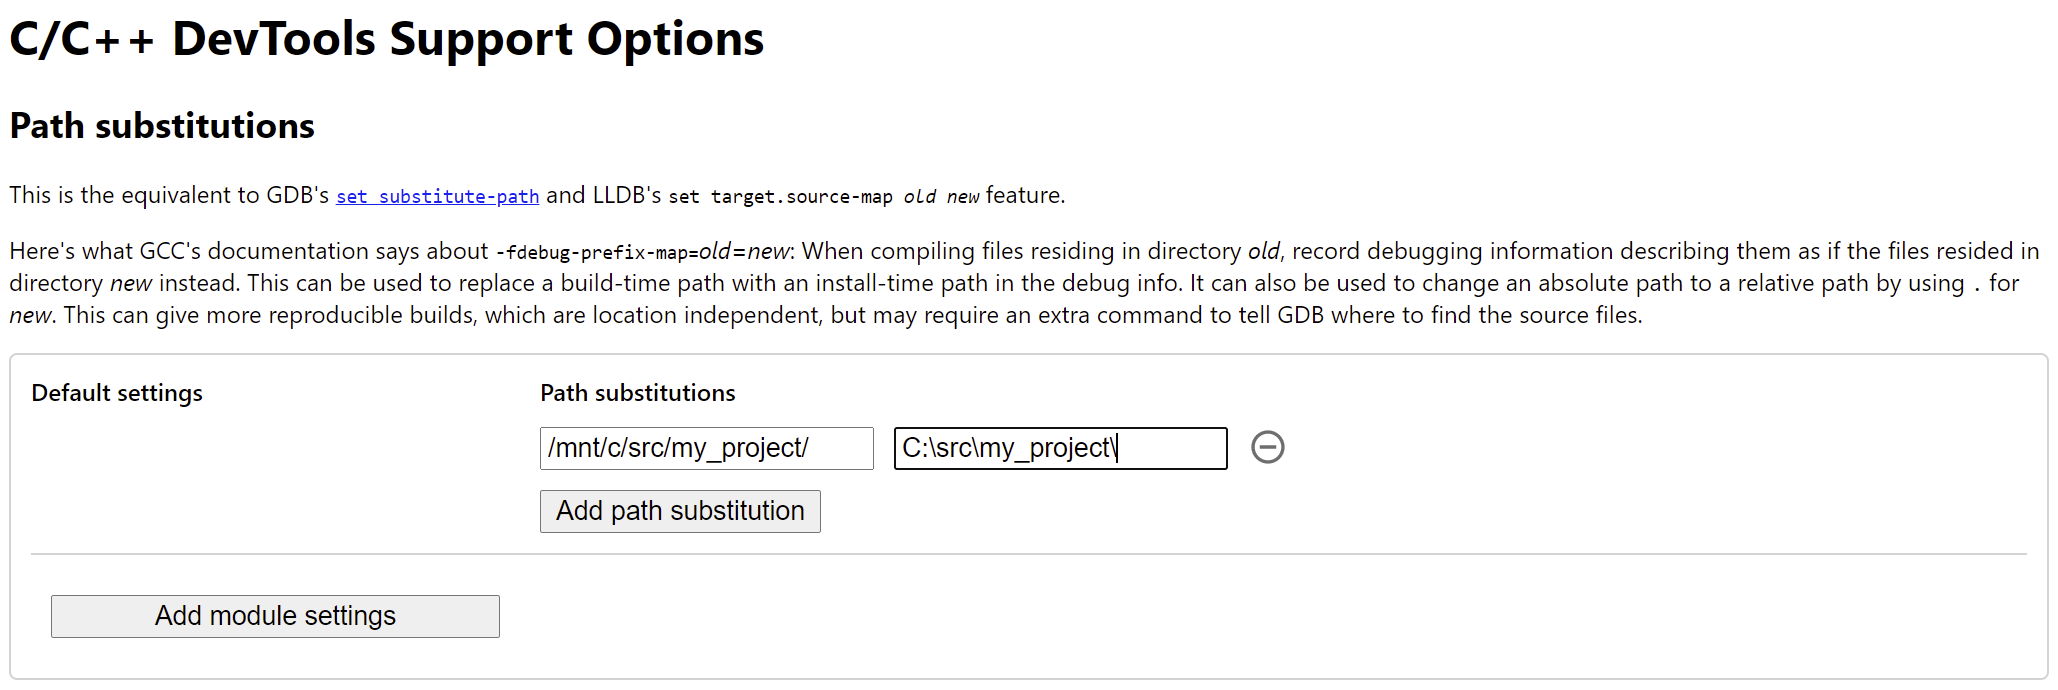 C/C++ DevTools Support Options
Path substitutions
This is the equivalent to GDB's set substitute-path and LLDB's set target.source-map old new feature.
Here's what GCC's documentation says about -fdebug-prefix-map=old=new: When compiling files residing in directory old, record debugging information describing them as if the files resided in
directory new instead. This can be used to replace a build-time path with an install-time path in the debug info. It can also be used to change an absolute path to a relative path by using . for
new. This can give more reproducible builds, which are location independent, but may require an extra command to tell GDB where to find the source files.
Default settings Path substitutions
/mnt/c/src/my_project/ C:\src\my_project\
Add path substitution
Add module settings